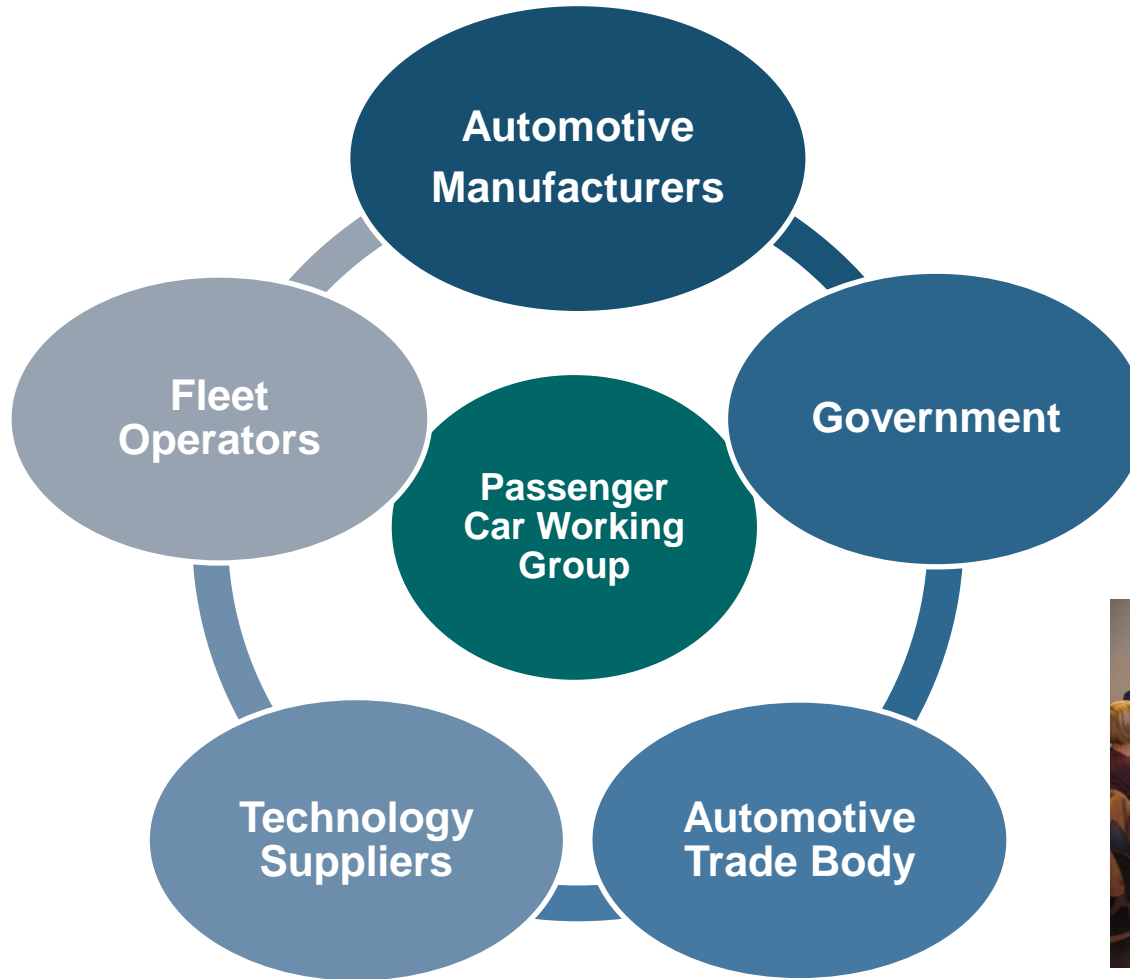 Automotive
Manufacturers
Government
Automotive
Trade Body
Technology
Suppliers
Fleet
Operators
Passenger
Car Working
Group